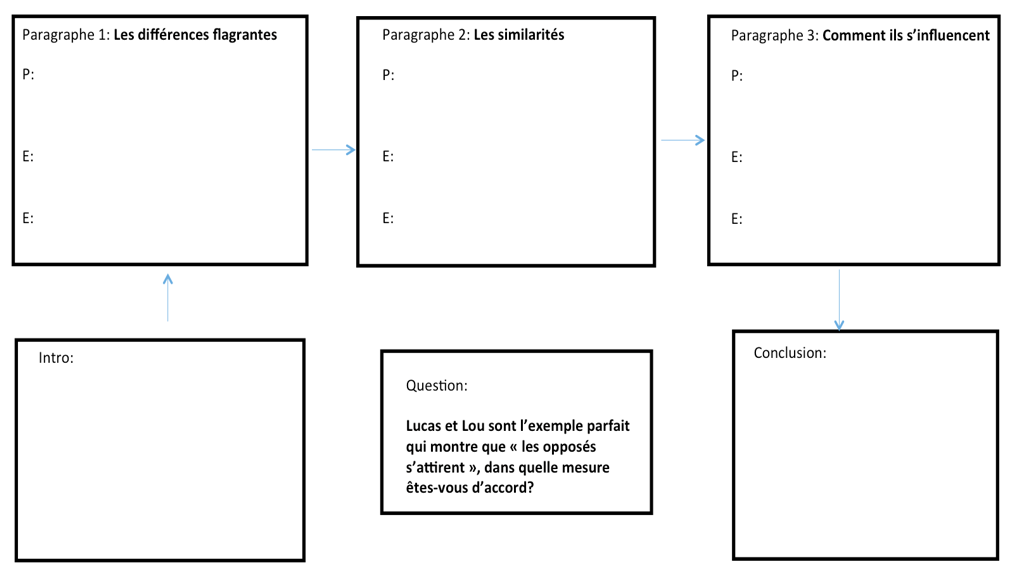 Paragraphe 1: Les différences flagrantes
P:
E:
E:
Paragraphe 2: Les similarités
P:
E:
E:
Paragraphe 3: Comment ils s’influencent
P:
E:
E:
Intro:
Question:
Lucas et Lou sont l’exemple parfait
qui montre que « les opposés
s’attirent », dans quelle mesure
êtes-vous d’accord?
Conclusion: